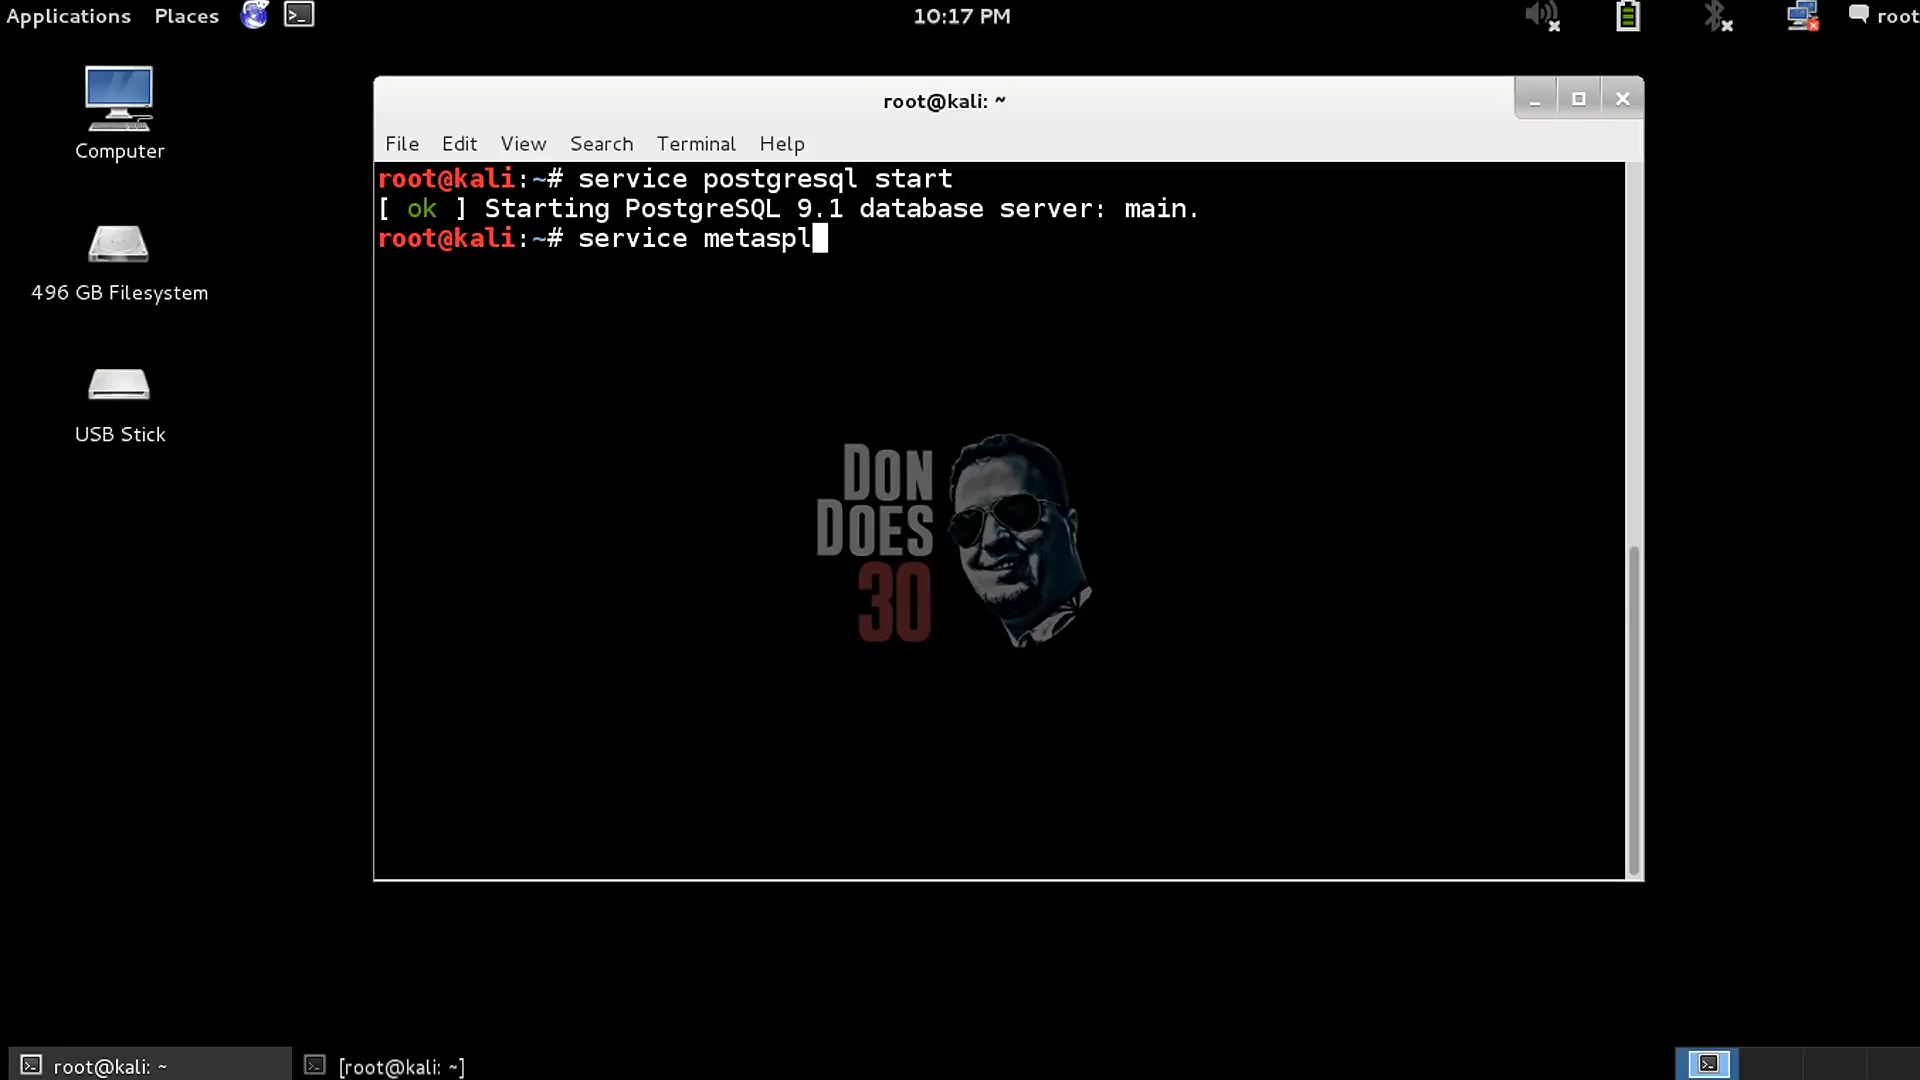 Applications Places 10:17 PM root
Computer
496 GB Filesystem
USB Stick
root@kali: ~
File Edit View Search Terminal Help
root@kali:~# service postgresql start
[ ok ] Starting PostgreSQL 9.1 database server: main.
root@kali:~# service metaspl
DON
DOES
30
root@kali: ~
[root@kali: ~]